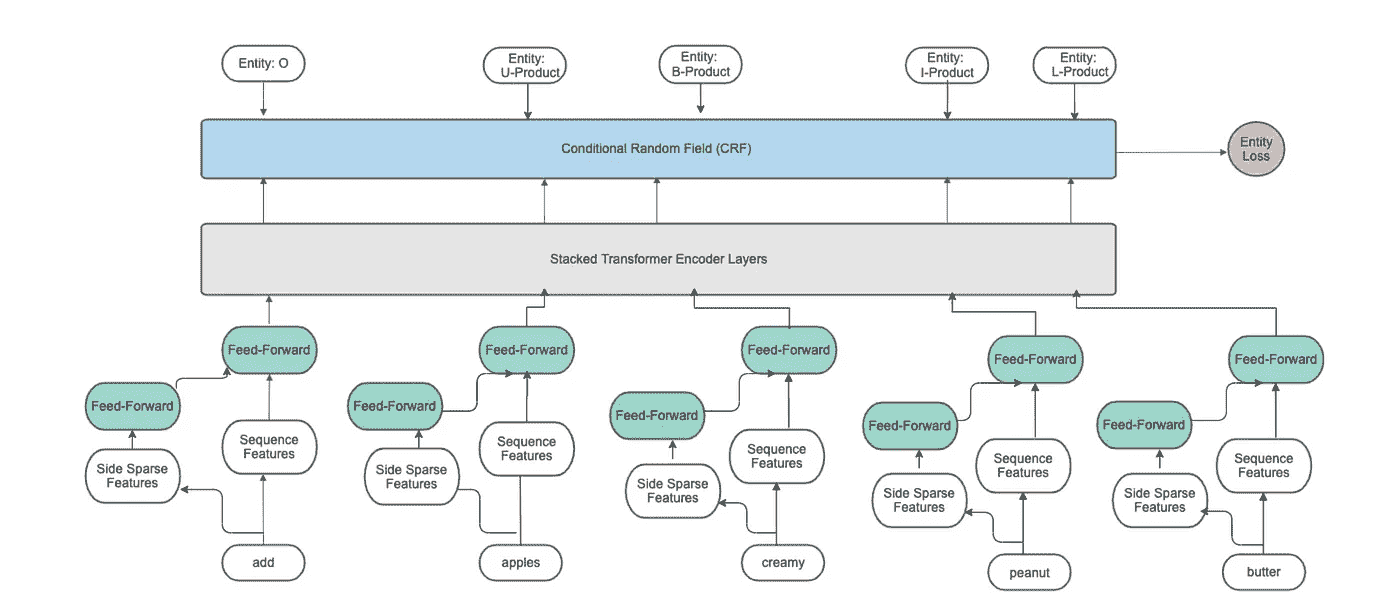 Entity: O
Entity:
U-Product
Entity:
B-Product
Entity:
I-Product
Entity:
L-Product
Conditional Random Field (CRF)
Entity
Loss
Stacked Transformer Encoder Layers
Feed-Forward
Feed-Forward
Feed-Forward
Feed-Forward
Feed-Forward
Feed-Forward
Feed-Forward
Feed-Forward
Feed-Forward
Feed-Forward
Sequence
Features
Sequence
Features
Sequence
Features
Sequence
Features
Sequence
Features
Side Sparse
Features
Side Sparse
Features
Side Sparse
Features
Side Sparse
Features
Side Sparse
Features
add
apples
creamy
peanut
butter